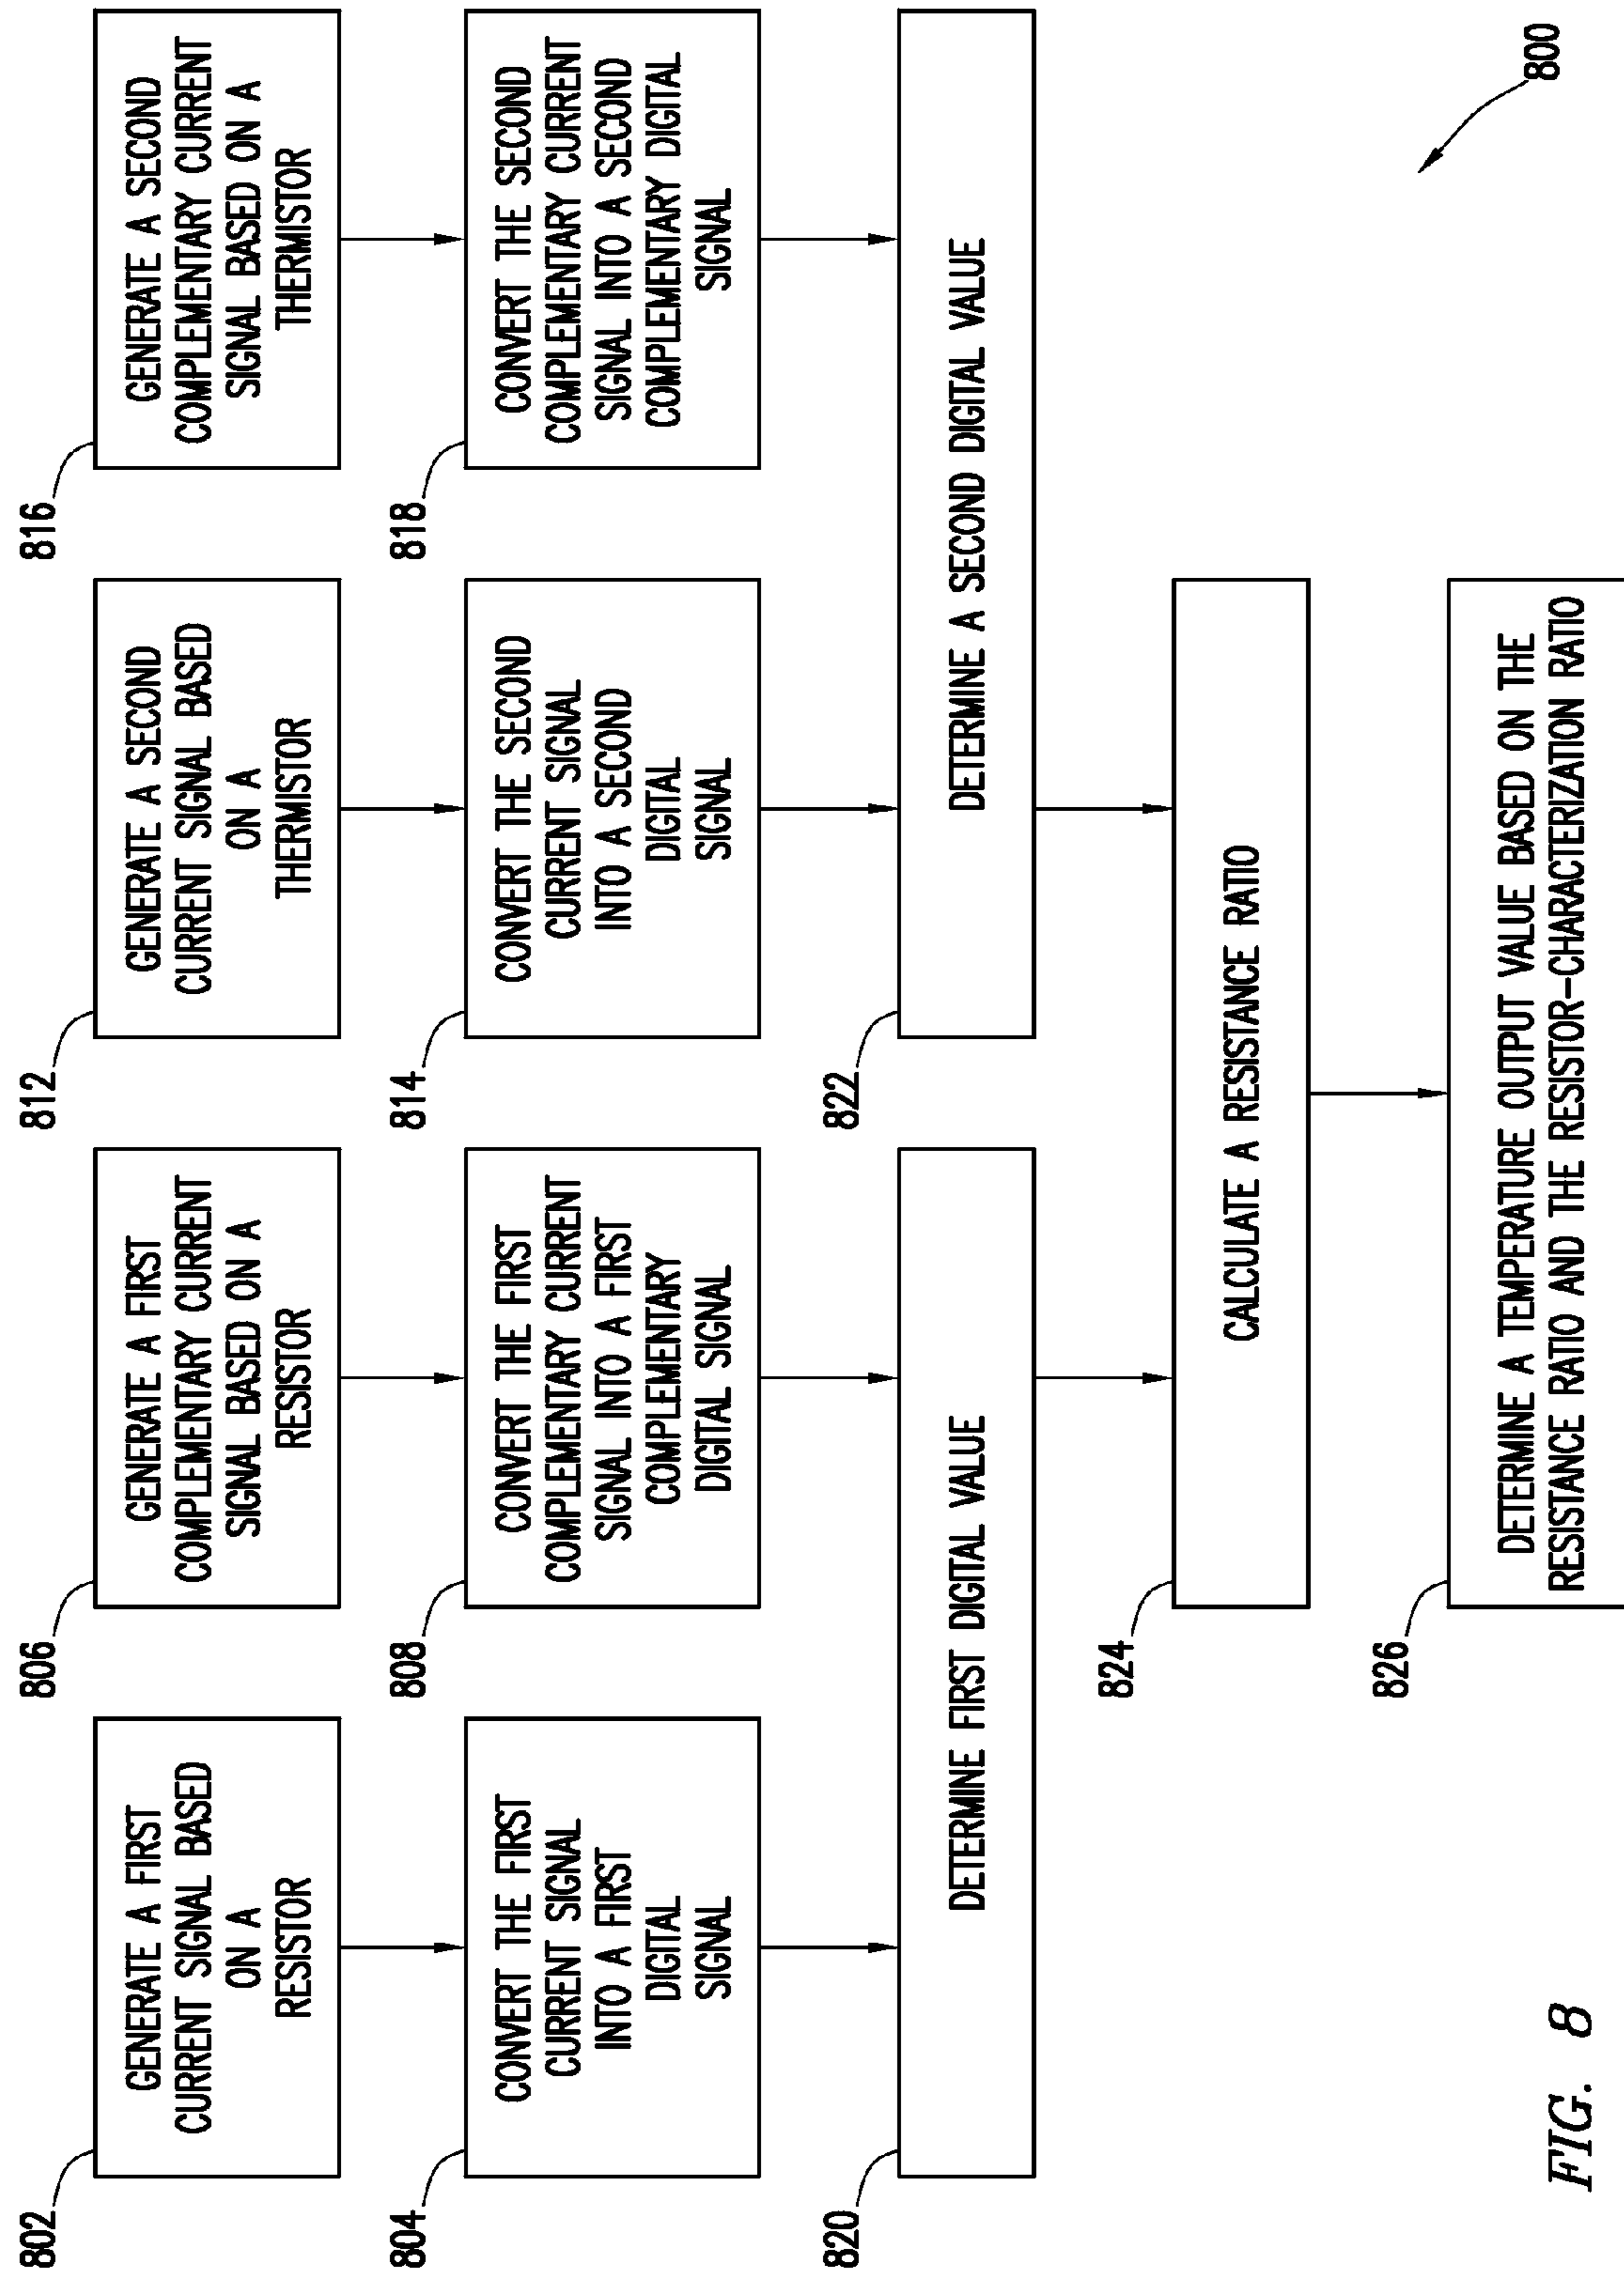 802
GENERATE A FIRST
CURRENT SIGNAL BASED
ON A
RESISTOR
806
GENERATE A FIRST
COMPLEMENTARY CURRENT
SIGNAL BASED ON A
RESISTOR
812
GENERATE A SECOND
CURRENT SIGNAL BASED
ON A
THERMISTOR
816
GENERATE A SECOND
COMPLEMENTARY CURRENT
SIGNAL BASED ON A
THERMISTOR
804
CONVERT THE FIRST
CURRENT SIGNAL
INTO A FIRST
DIGITAL
SIGNAL
808
CONVERT THE FIRST
COMPLEMENTARY CURRENT
SIGNAL INTO A FIRST
COMPLEMENTARY
DIGITAL SIGNAL
814
CONVERT THE SECOND
CURRENT SIGNAL
INTO A SECOND
DIGITAL
SIGNAL
818
CONVERT THE SECOND
COMPLEMENTARY CURRENT
SIGNAL INTO A SECOND
COMPLEMENTARY DIGITAL
SIGNAL
820
DETERMINE FIRST DIGITAL VALUE
822
DETERMINE A SECOND DIGITAL VALUE
824
CALCULATE A RESISTANCE RATIO
826
DETERMINE A TEMPERATURE OUTPUT VALUE BASED ON THE
RESISTANCE RATIO AND THE RESISTOR-CHARACTERIZATION RATIO
800
FIG. 8